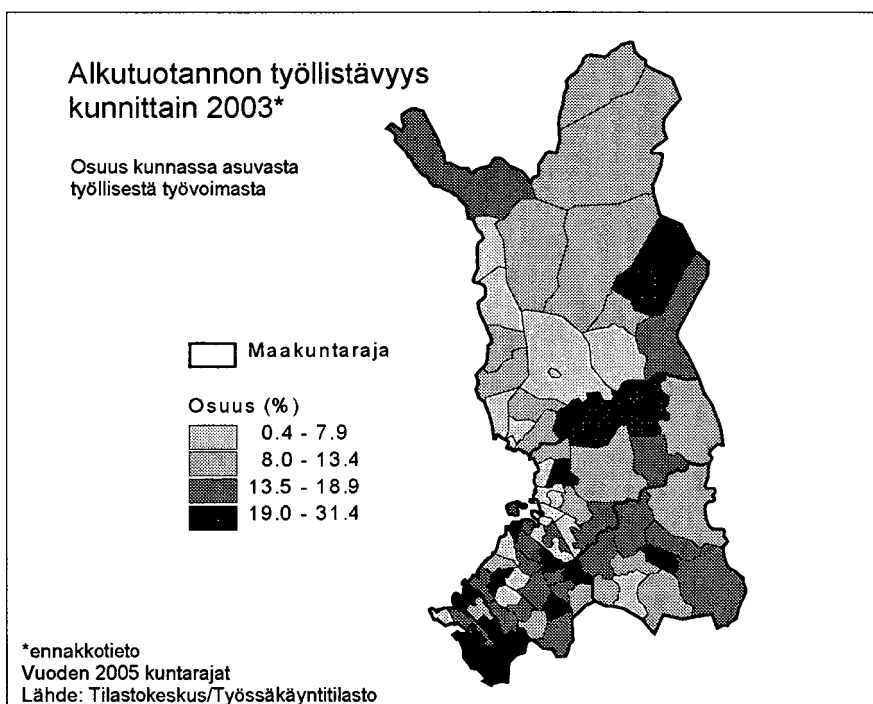 Alkutuotannon työllistävyys
kunnittain 2003*
Osuus kunnassa asuvasta
työllisestä työvoimasta
Maakuntaraja
Osuus (%)
0.4 - 7.9
8.0 - 13.4
13.5 - 18.9
19.0 - 31.4
*ennakkotieto
Vuoden 2005 kuntarajat
Lähde: Tilastokeskus/Työssäkäyntitilasto